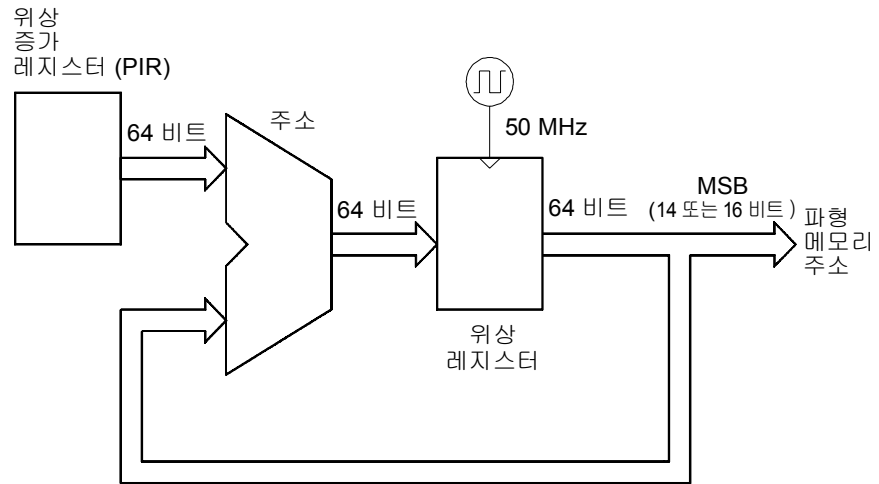 위상
증가
레지스터 (PIR)
64 비트
주소
50 MHz
64 비트
64 비트
MSB
(14 또는 16 비트)
파형
메모리
주소
위상
레지스터